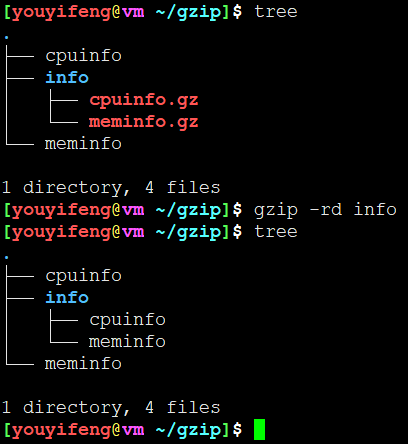 [youyifeng@vm ~/gzip]$ tree
.
├── cpuinfo
├── info
│   ├── cpuinfo.gz
│   └── meminfo.gz
└── meminfo

1 directory, 4 files
[youyifeng@vm ~/gzip]$ gzip -rd info
[youyifeng@vm ~/gzip]$ tree
.
├── cpuinfo
├── info
│   ├── cpuinfo
│   └── meminfo
└── meminfo

1 directory, 4 files
[youyifeng@vm ~/gzip]$